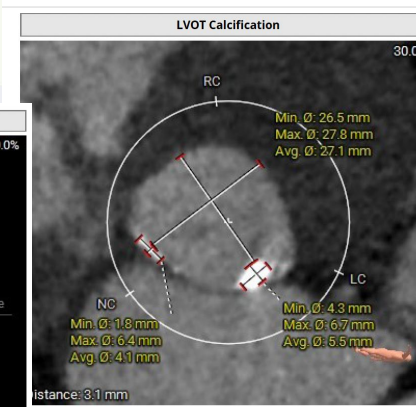 LVOT Calcification
30.0
RC
Min. Ø: 26.5 mm
Max. Ø: 27.8 mm
Avg. Ø: 27.1 mm
0.0%
LC
NC
Min. Ø: 1.8 mm
Max. Ø: 6.4 mm
Avg. Ø: 4.1 mm
Min. Ø: 4.3 mm
Max. Ø: 6.7 mm
Avg. Ø: 5.5 mm
istance: 3.1 mm